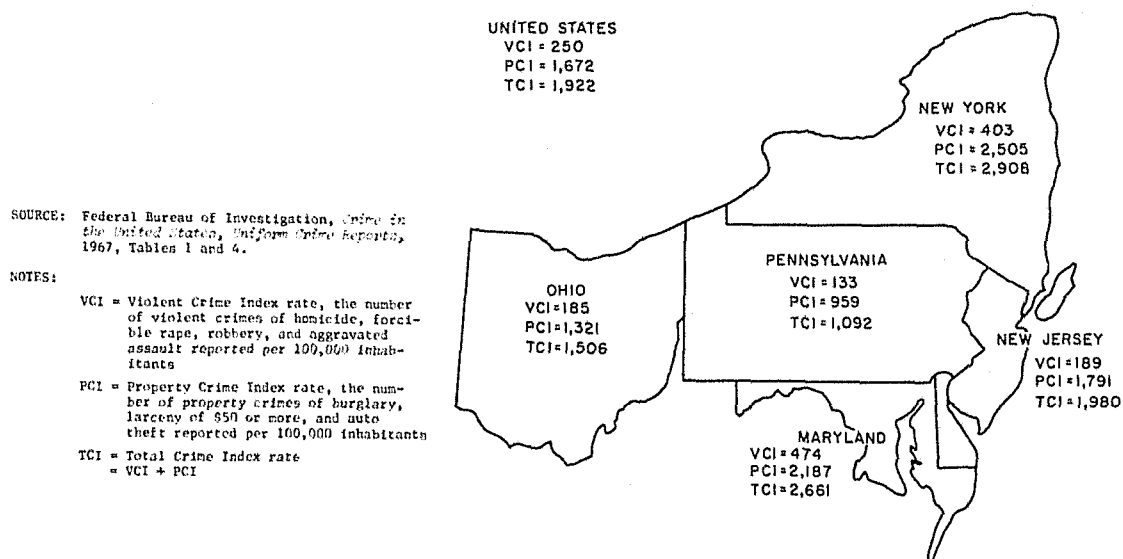 UNITED STATES
VCI = 250
PCI = 1,672
TCI = 1,922
NEW YORK
VCI = 403
PCI = 2,505
TCI = 2,908
SOURCE: Federal Bureau of Investigation, Crime in
the United States, Uniform Crime Reports,
1967, Tables 1 and 4.
NOTES:
VCI = Violent Crime Index rate, the number
of violent crimes of homicide, forci-
ble rape, robbery, and aggravated
assault reported per 100,000 inhab-
itants
PCI = Property Crime Index rate, the num-
ber of property crimes of burglary,
larceny of $50 or more, and auto
theft reported per 100,000 inhabitants
TCI = Total Crime Index rate
= VCI + PCI
OHIO
VCI = 185
PCI = 1,321
TCI = 1,506
PENNSYLVANIA
VCI = 133
PCI = 959
TCI = 1,092
NEW JERSEY
VCI = 189
PCI = 1,791
TCI = 1,980
MARYLAND
VCI = 474
PCI = 2,187
TCI = 2,661